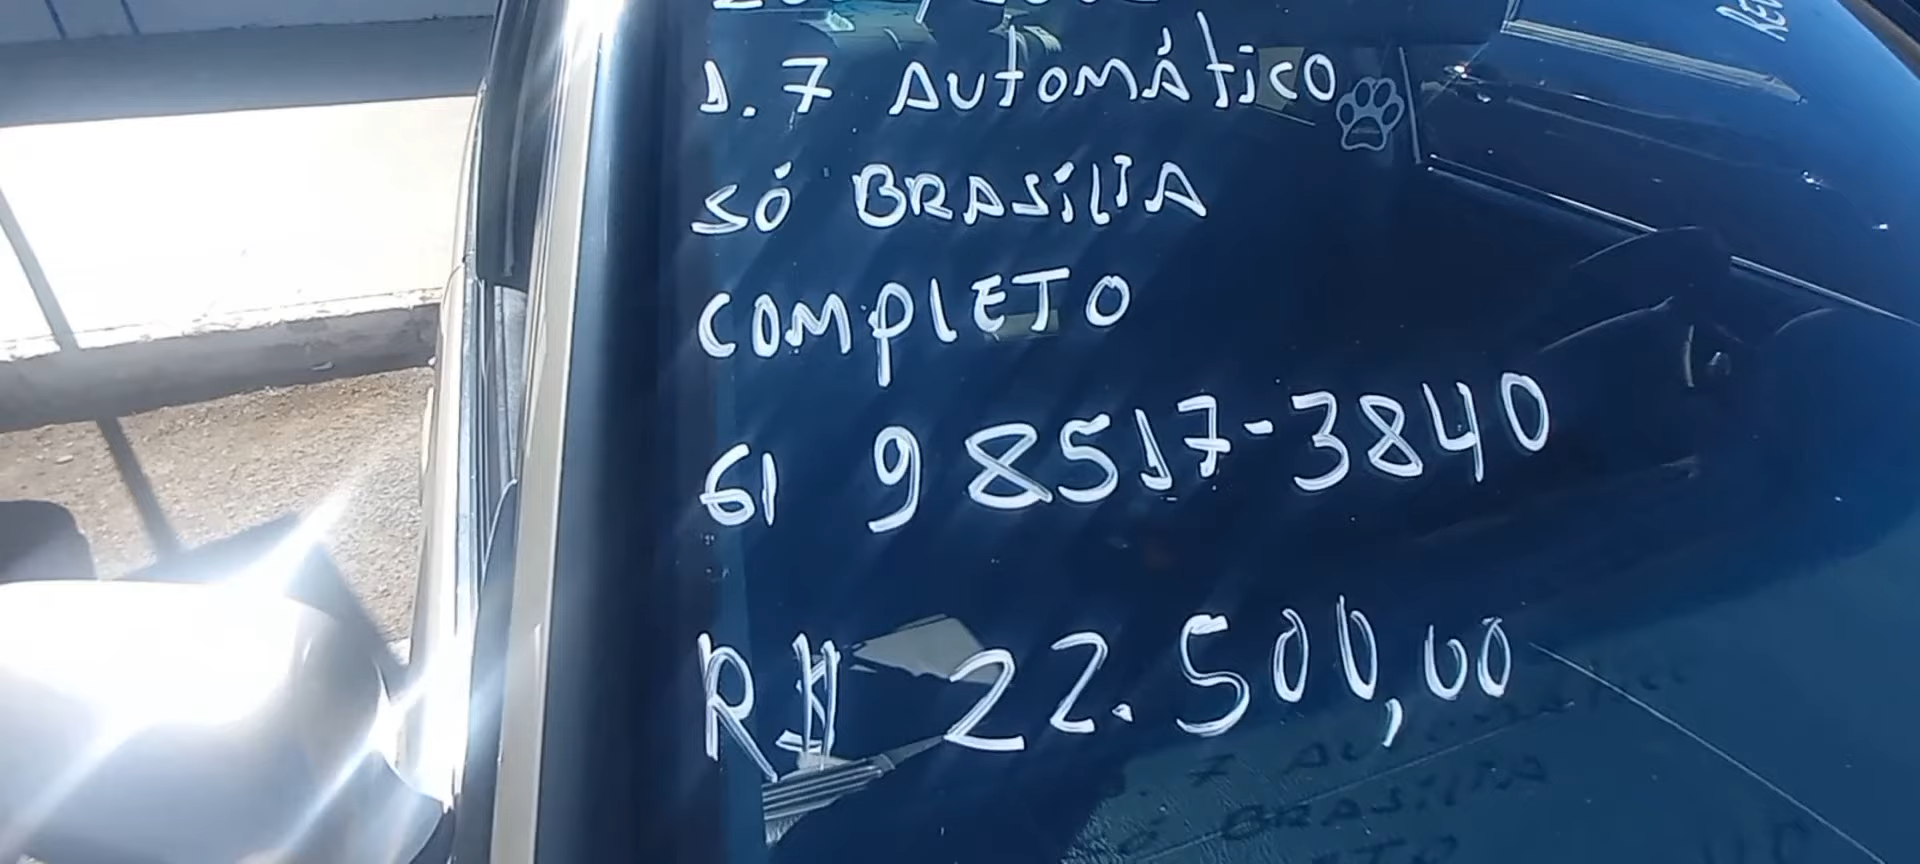 1.7 AUTOMÁTICO
SÓ BRASÍLIA
COMPLETO
61 98517-3840
R$ 22.500,00